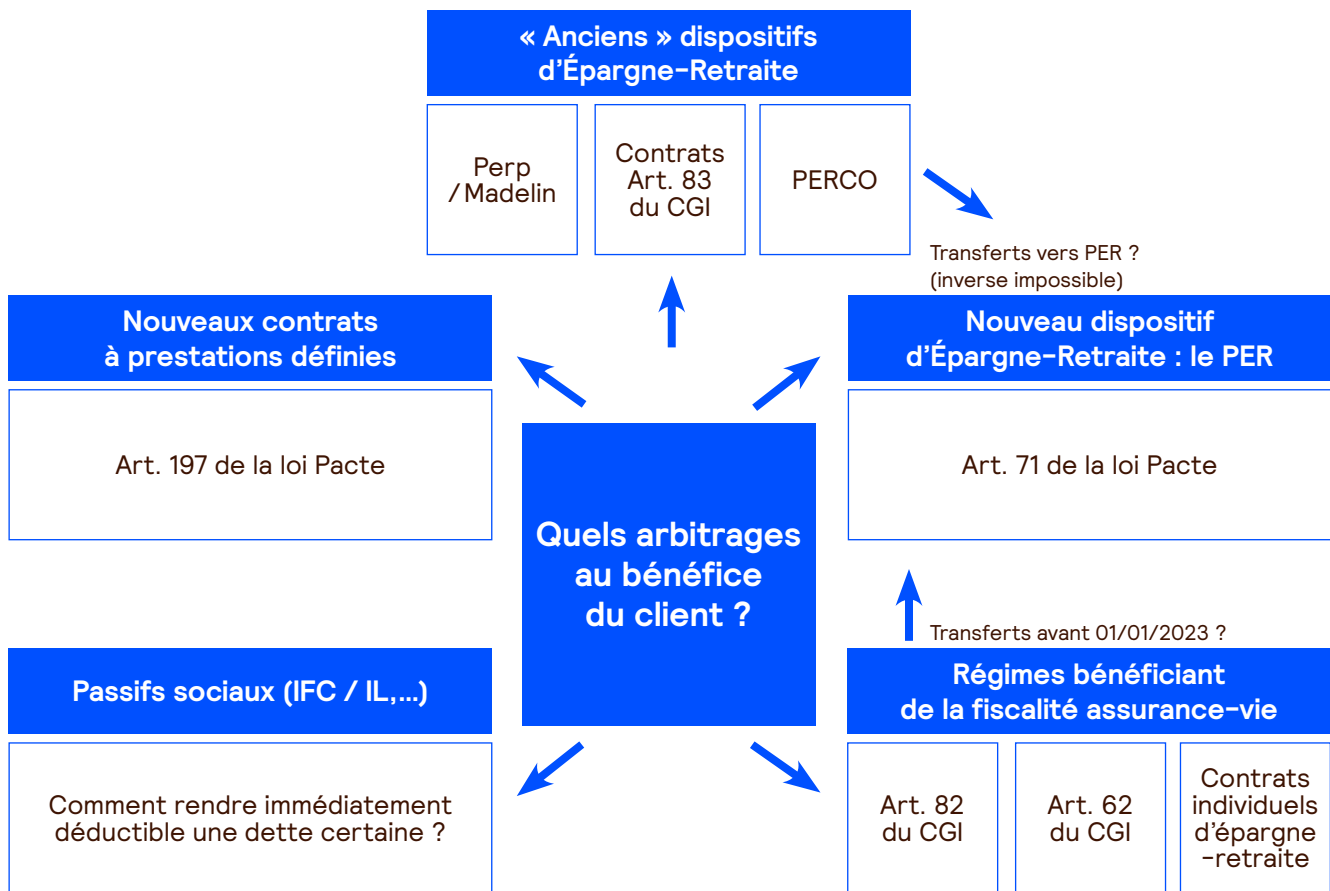 « Anciens » dispositifs
d'Épargne-Retraite
Perp
/Madelin
Contrats
Art. 83
du CGI
PERCO
Transferts vers PER ?
(inverse impossible)
Nouveaux contrats
à prestations définies
Art. 197 de la loi Pacte
Nouveau dispositif
d'Épargne-Retraite : le PER
Art. 71 de la loi Pacte
Quels arbitrages
au bénéfice
du client ?
Transferts avant 01/01/2023 ?
Passifs sociaux (IFC / IL,...)
Comment rendre immédiatement
déductible une dette certaine ?
Régimes bénéficiant
de la fiscalité assurance-vie
Art. 82
du CGI
Art. 62
du CGI
Contrats
individuels
d'épargne
-retraite